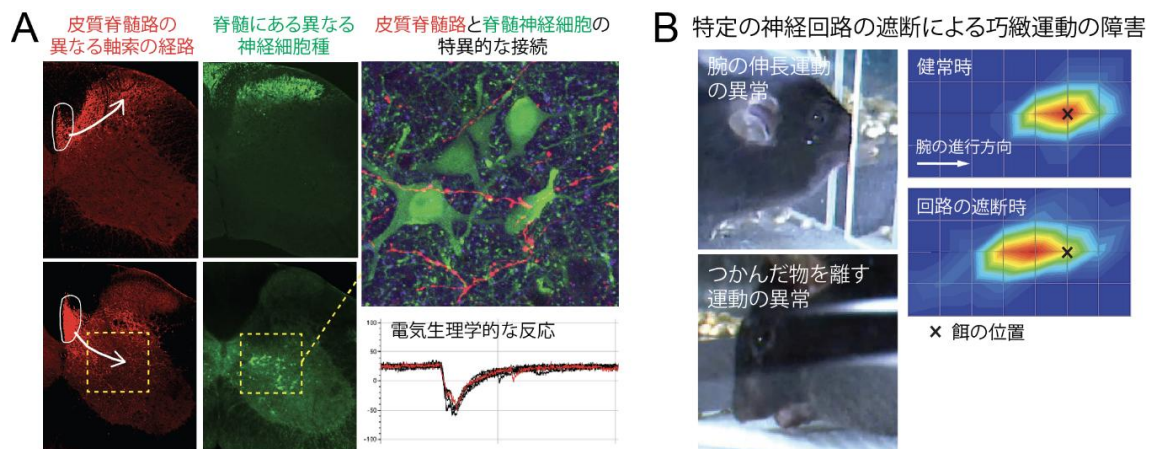 A
皮質脊髄路の
異なる軸索の経路
脊髄にある異なる
神経細胞種
皮質脊髄路と脊髄神経細胞の
特異的な接続
電気生理学的な反応
100
50
0
-50
-100
B 特定の神経回路の遮断による巧緻運動の障害
腕の伸長運動
の異常
つかんだ物を離す
運動の異常
健常時
腕の進行方向
回路の遮断時
× 餌の位置